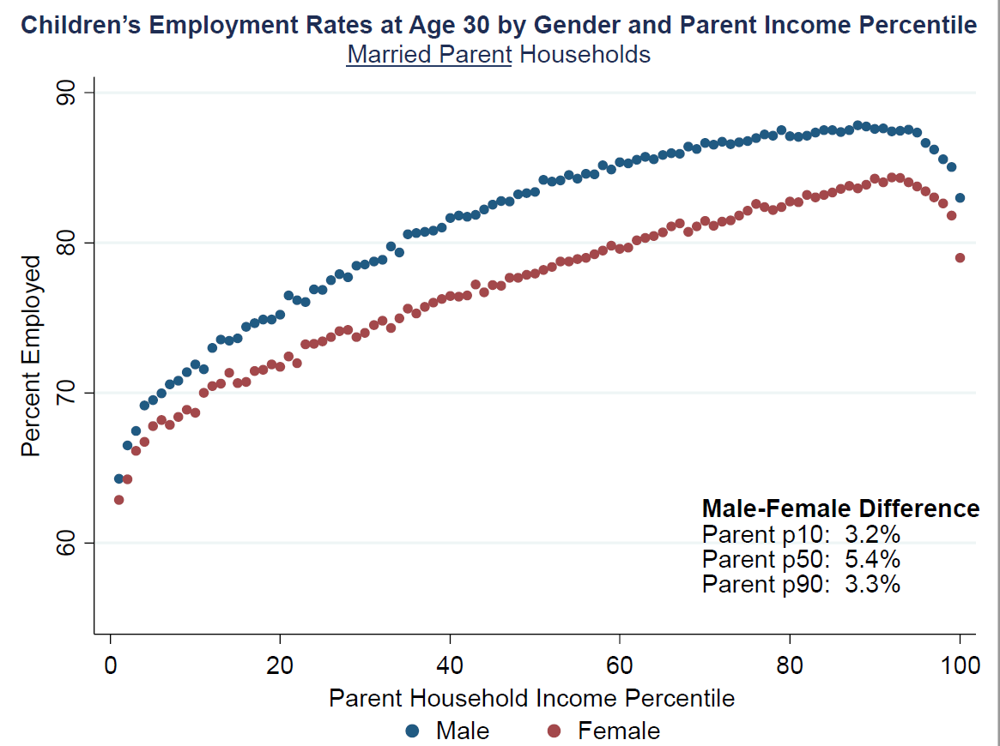 Children’s Employment Rates at Age 30 by Gender and Parent Income Percentile
Married Parent Households
Percent Employed
90
80
70
60
Male-Female Difference
Parent p10: 3.2%
Parent p50: 5.4%
Parent p90: 3.3%
0 20 40 60 80 100
Parent Household Income Percentile
Male Female